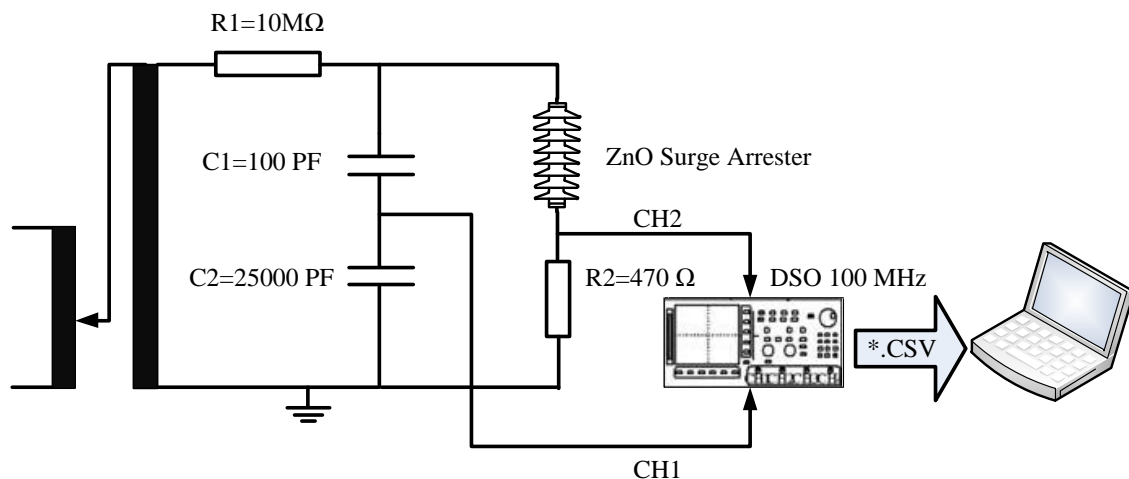 R1=10MΩ
C1=100 PF
ZnO Surge Arrester
CH2
C2=25000 PF
R2=470 Ω
DSO 100 MHz
*.CSV
CH1